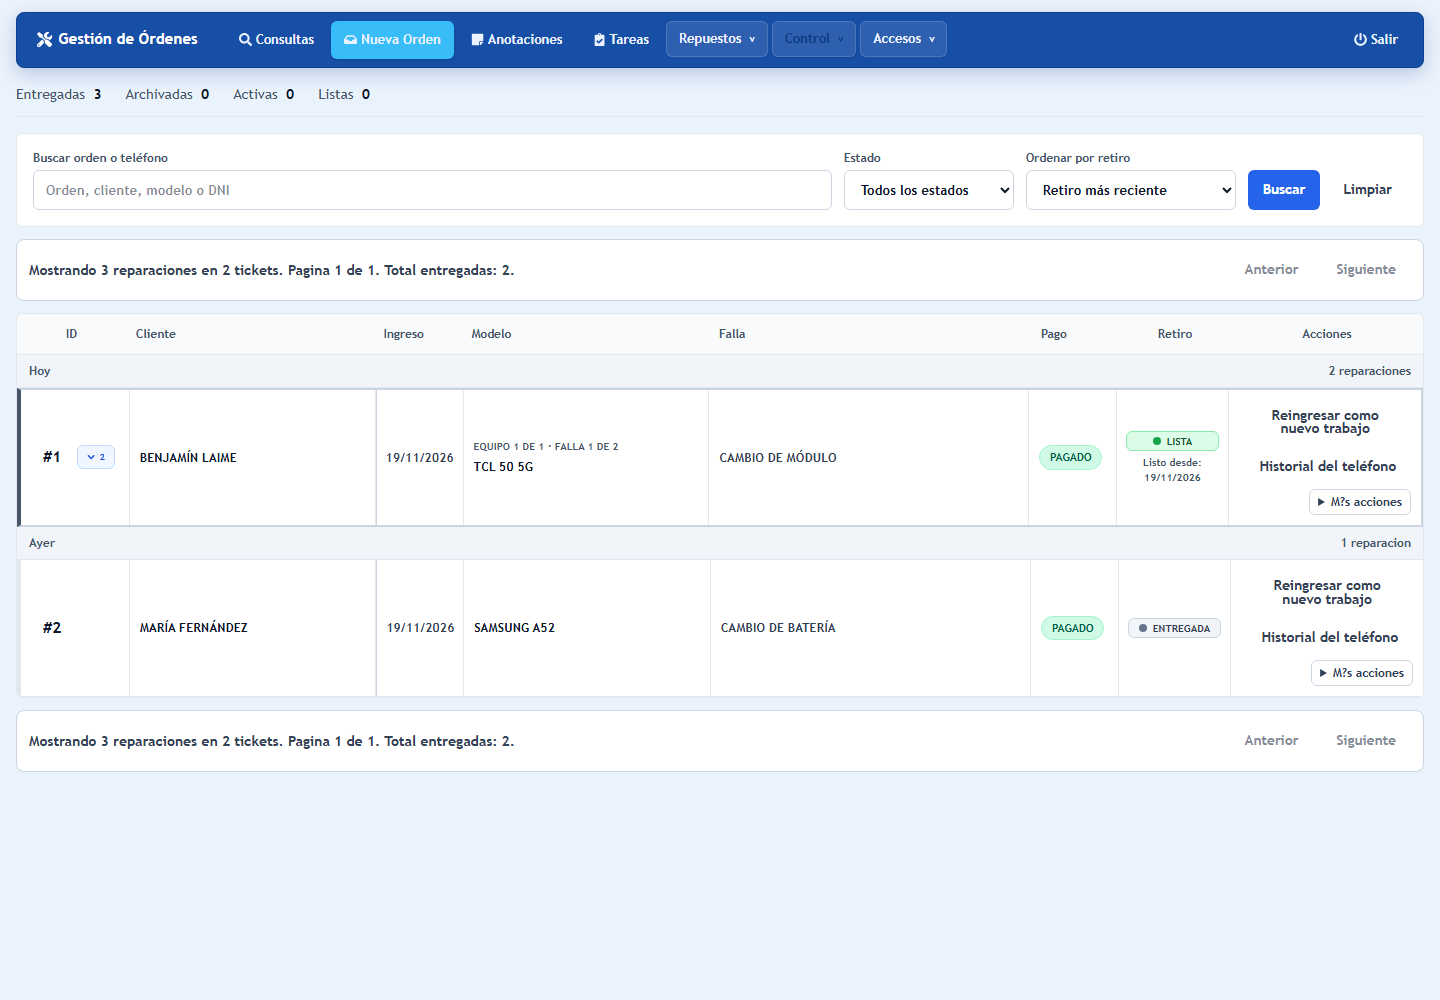 Gestión de Órdenes Consultas Nueva Orden Anotaciones Tareas Repuestos v Control v Accesos v Salir
Entregadas 3 Archivadas 0 Activas 0 Listas 0
Buscar orden o teléfono Estado Ordenar por retiro
Orden, cliente, modelo o DNI Todos los estados Retiro más reciente Buscar Limpiar
Mostrando 3 reparaciones en 2 tickets. Pagina 1 de 1. Total entregadas: 2. Anterior Siguiente
ID Cliente Ingreso Modelo Falla Pago Retiro Acciones
Hoy 2 reparaciones
#1 2 BENJAMÍN LAIME 19/11/2026 EQUIPO 1 DE 1 · FALLA 1 DE 2
TCL 50 5G CAMBIO DE MÓDULO PAGADO LISTA
Listo desde:
19/11/2026
Reingresar como
nuevo trabajo
Historial del teléfono
M?s acciones
Ayer 1 reparacion
#2 MARÍA FERNÁNDEZ 19/11/2026 SAMSUNG A52 CAMBIO DE BATERÍA PAGADO ENTREGADA
Reingresar como
nuevo trabajo
Historial del teléfono
M?s acciones
Mostrando 3 reparaciones en 2 tickets. Pagina 1 de 1. Total entregadas: 2. Anterior Siguiente